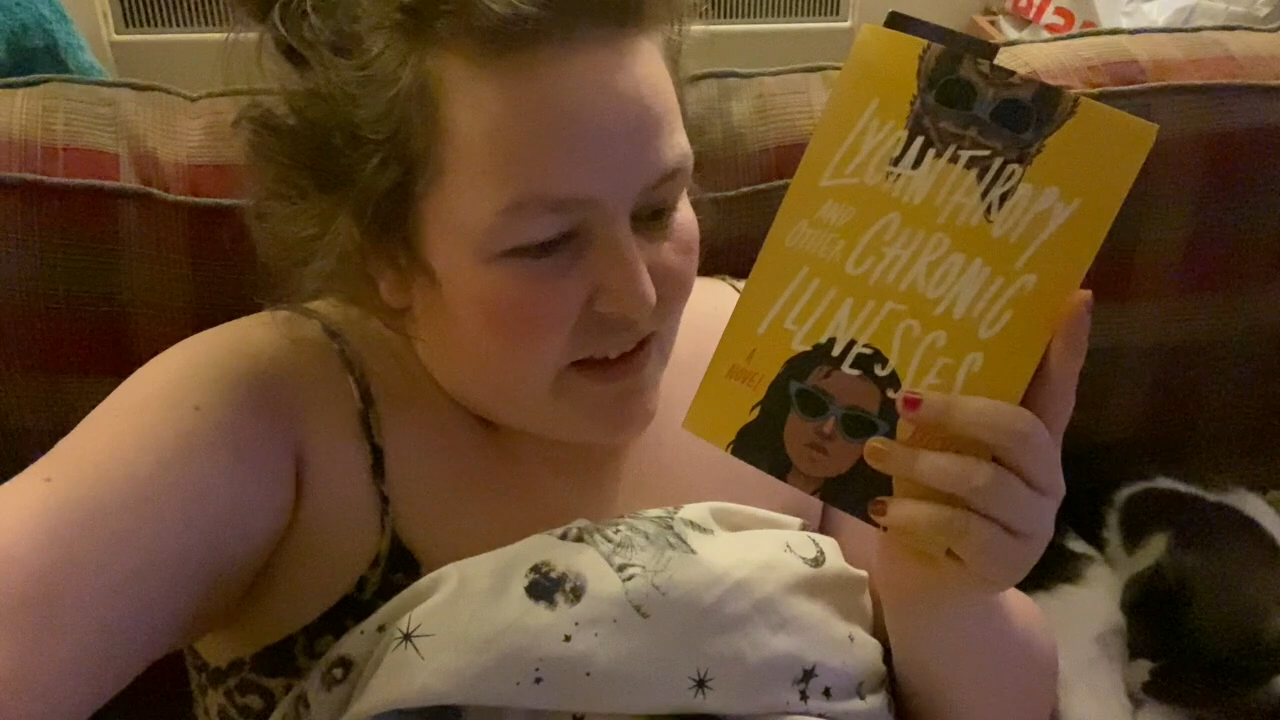 LYCANTHROPY
AND
OTHER CHRONIC
ILLNESSES
A
NOVEL